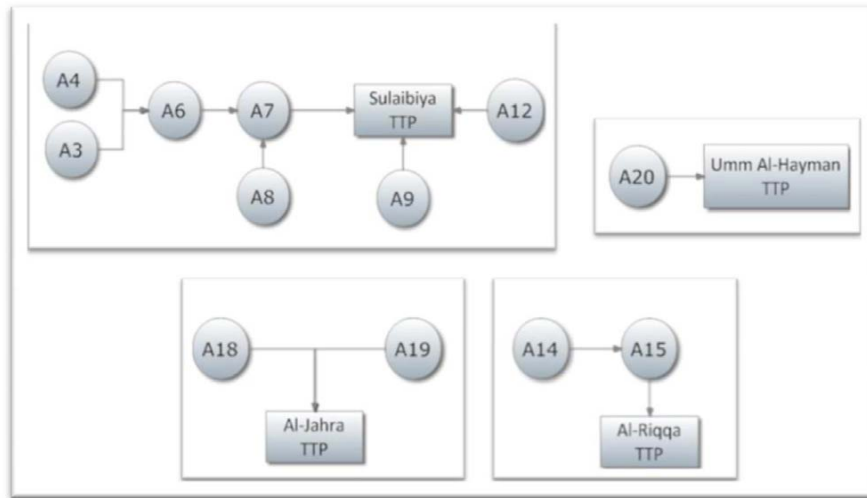 A4
A3
A6
A7
A8
Sulaibiya
TTP
A9
A12
A20
Umm Al-Hayman
TTP
A18
A19
Al-Jahra
TTP
A14
A15
Al-Riqqa
TTP